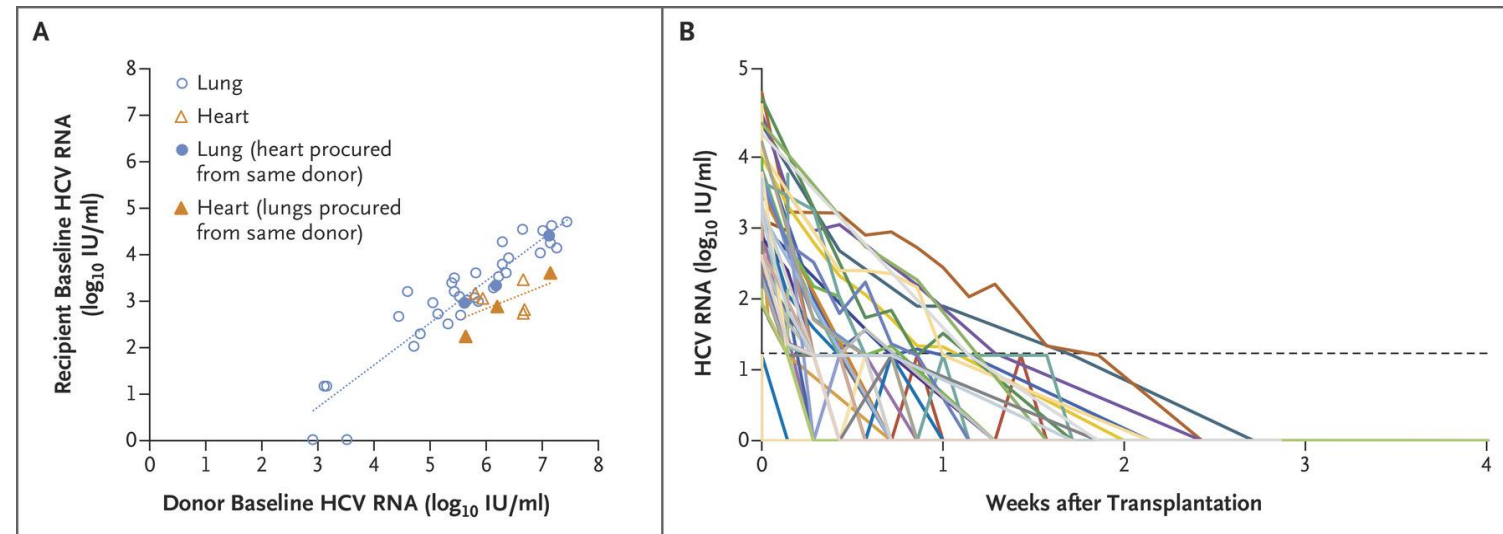 A
8
7
6
5
4
3
2
1
0
Recipient Baseline HCV RNA
(log10 IU/ml)
Lung
Heart
Lung (heart procured
from same donor)
Heart (lungs procured
from same donor)
0 1 2 3 4 5 6 7 8
Donor Baseline HCV RNA (log10 IU/ml)
B
5
4
3
2
1
0
HCV RNA (log10 IU/ml)
0 1 2 3 4
Weeks after Transplantation